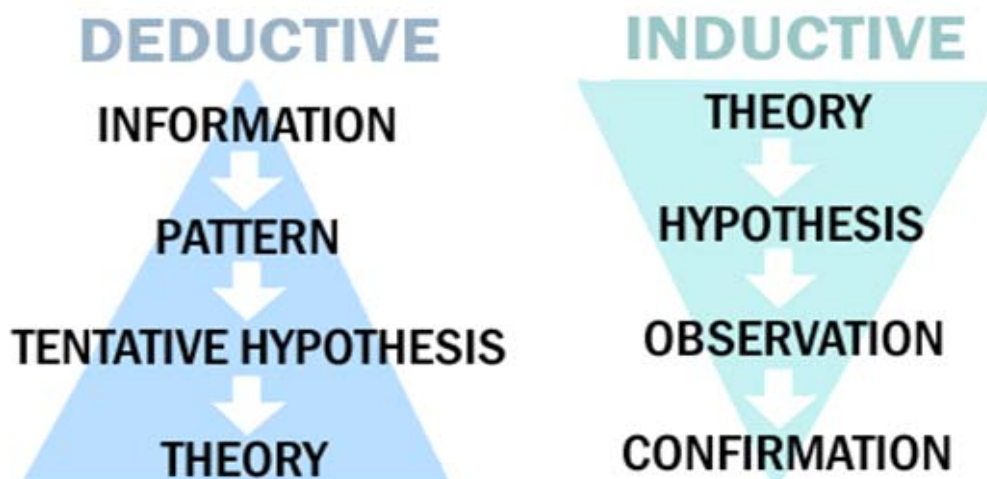 DEDUCTIVE
INFORMATION
PATTERN
TENTATIVE HYPOTHESIS
THEORY
INDUCTIVE
THEORY
HYPOTHESIS
OBSERVATION
CONFIRMATION